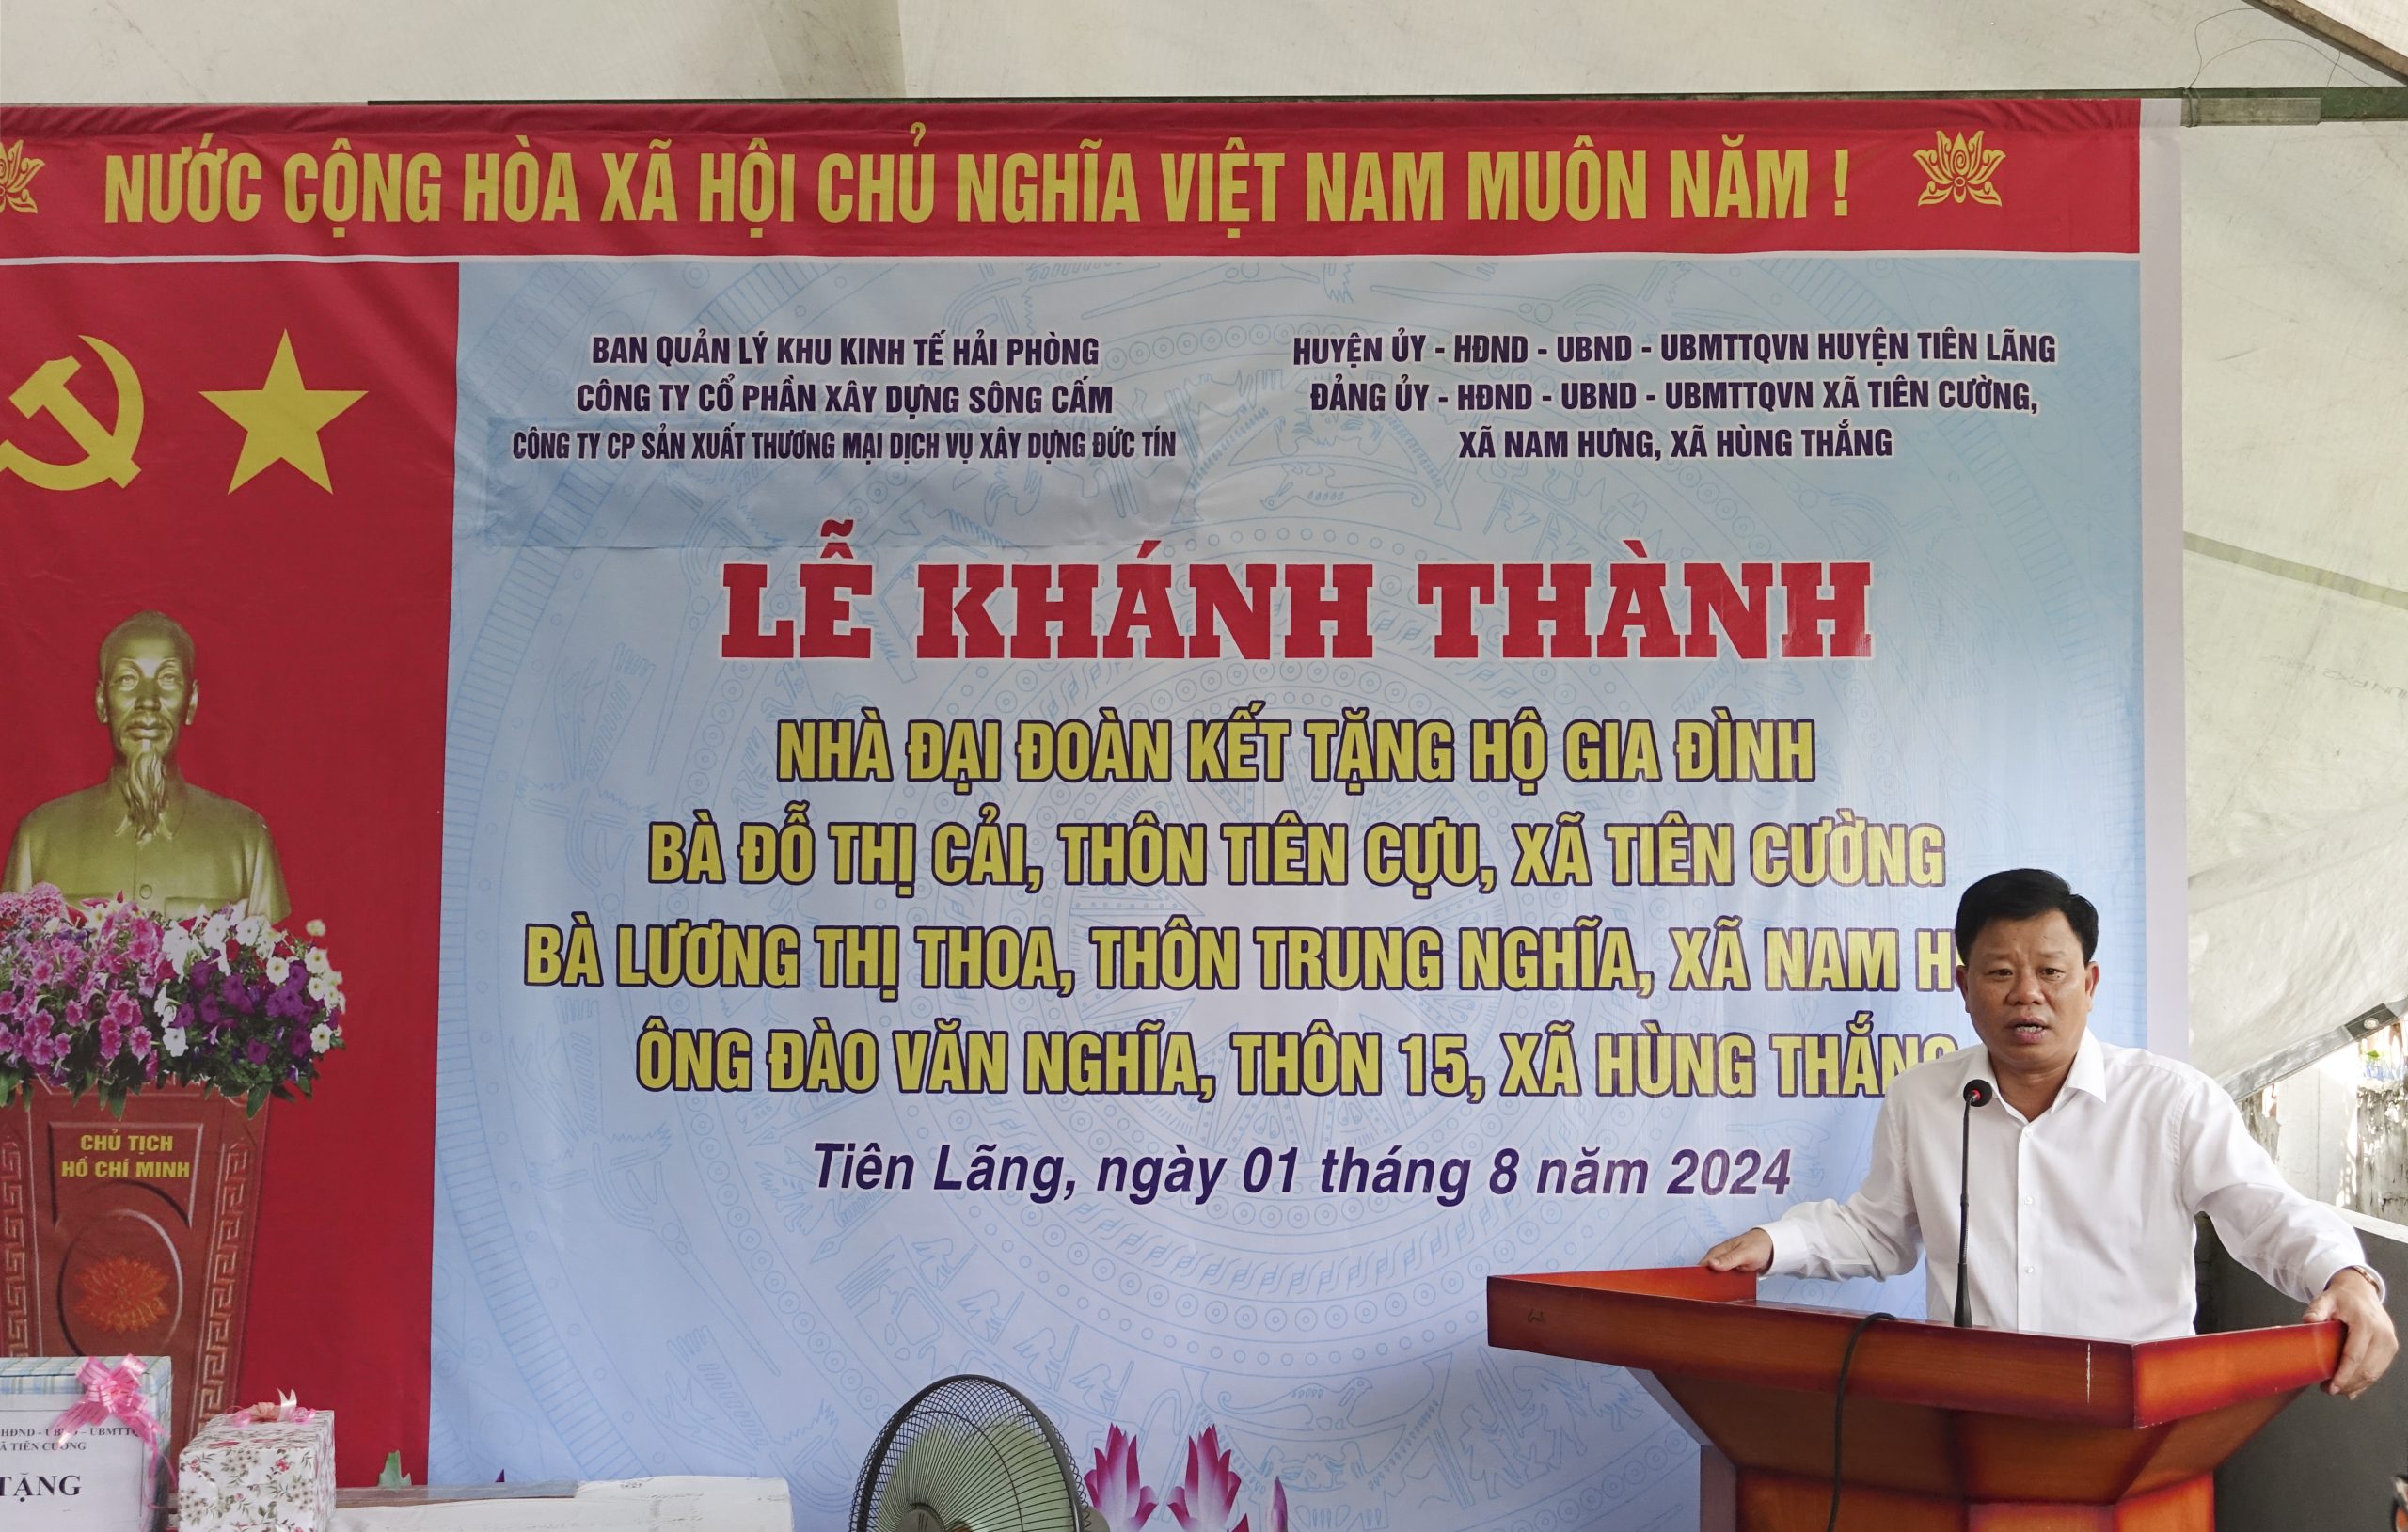 NƯỚC CỘNG HÒA XÃ HỘI CHỦ NGHĨA VIỆT NAM MUÔN NĂM !
BAN QUẢN LÝ KHU KINH TẾ HẢI PHÒNG
CÔNG TY CỔ PHẦN XÂY DỰNG SÔNG CẤM
CÔNG TY CP SẢN XUẤT THƯƠNG MẠI DỊCH VỤ XÂY DỰNG ĐỨC TÍN
HUYỆN ỦY - HĐND - UBND - UBMTTQVN HUYỆN TIÊN LÃNG
ĐẢNG ỦY - HĐND - UBND - UBMTTQVN XÃ TIÊN CƯỜNG,
XÃ NAM HƯNG, XÃ HÙNG THẮNG
LỄ KHÁNH THÀNH
NHÀ ĐẠI ĐOÀN KẾT TẶNG HỘ GIA ĐÌNH
BÀ ĐỖ THỊ CẢI, THÔN TIÊN CỰU, XÃ TIÊN CƯỜNG
BÀ LƯƠNG THỊ THOA, THÔN TRUNG NGHĨA, XÃ NAM
ÔNG ĐÀO VĂN NGHĨA, THÔN 15, XÃ HÙNG THẮNG
Tiên Lãng, ngày 01 tháng 8 năm 2024
CHỦ TỊCH
HỒ CHÍ MINH
HĐND - UBND - UBMTTQ
TIÊN CƯỜNG
TẶNG